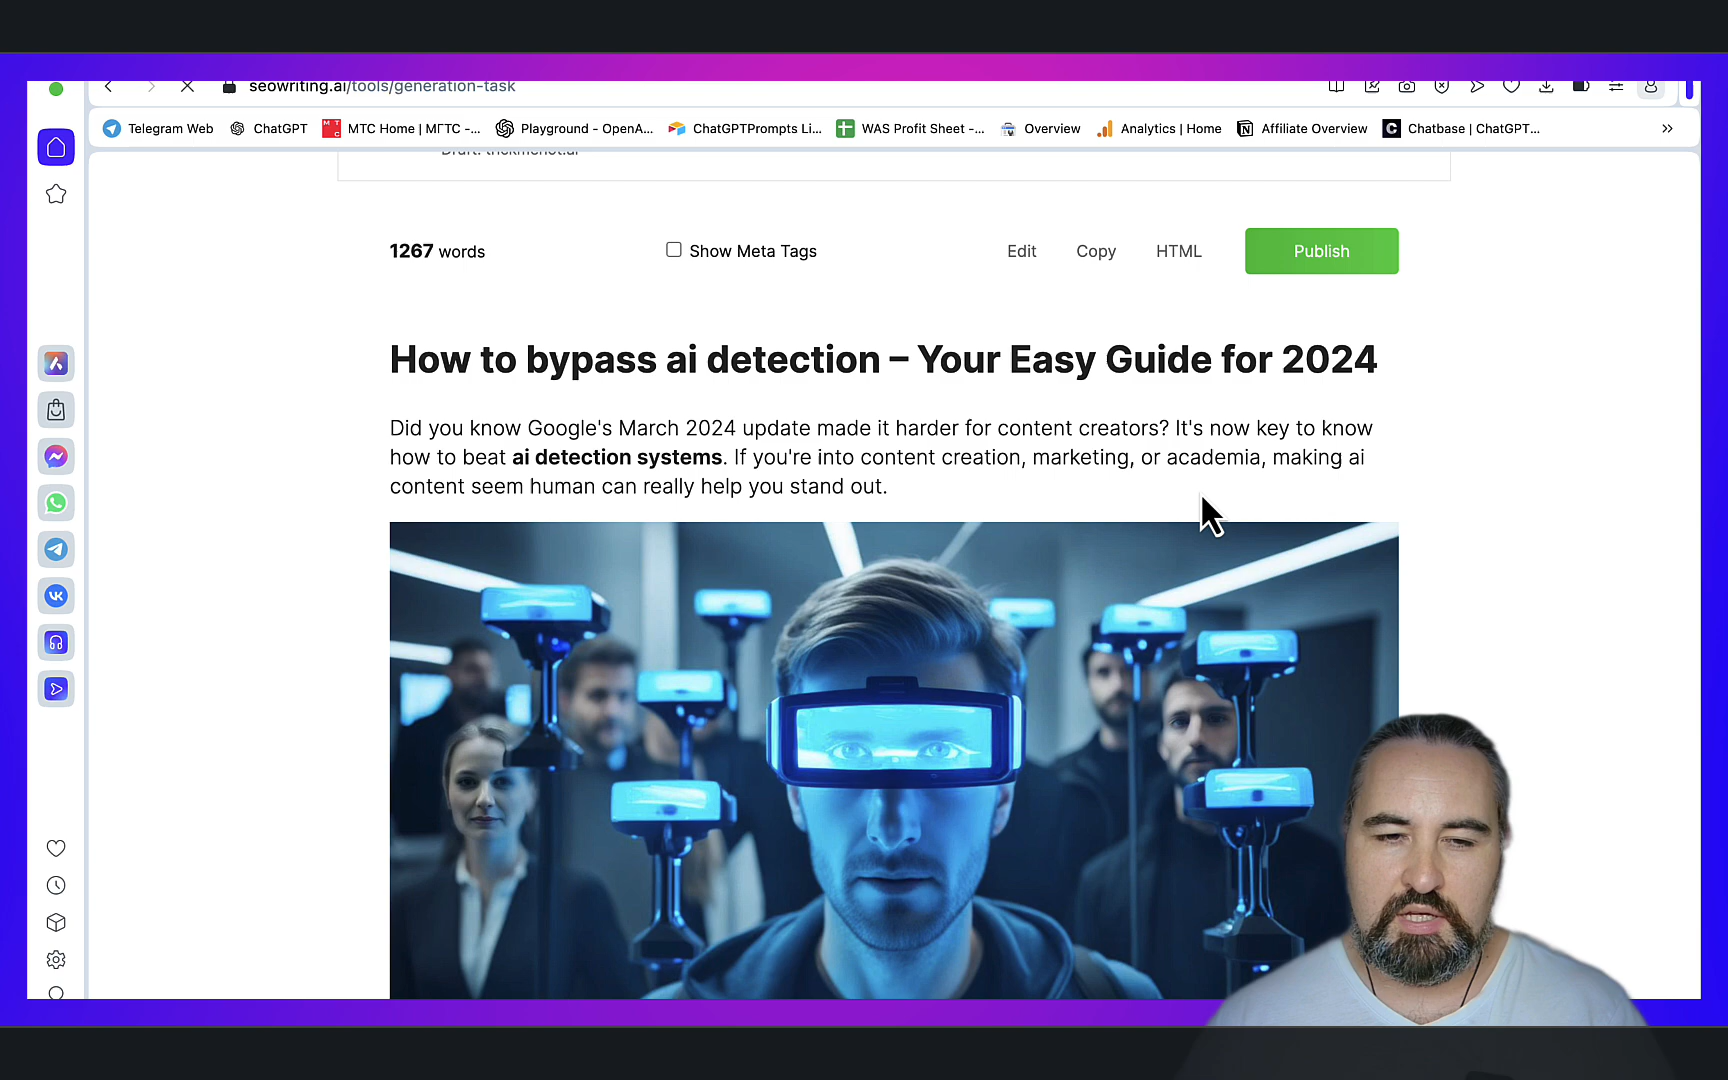 seowriting.ai/tools/generation-task
Telegram Web ChatGPT МТС Home | МГТС -... Playground - OpenA... ChatGPTPrompts Li... WAS Profit Sheet -... Overview Analytics | Home Affiliate Overview Chatbase | ChatGPT...
1267 words Show Meta Tags Edit Copy HTML Publish
How to bypass ai detection – Your Easy Guide for 2024
Did you know Google's March 2024 update made it harder for content creators? It's now key to know
how to beat ai detection systems. If you're into content creation, marketing, or academia, making ai
content seem human can really help you stand out.